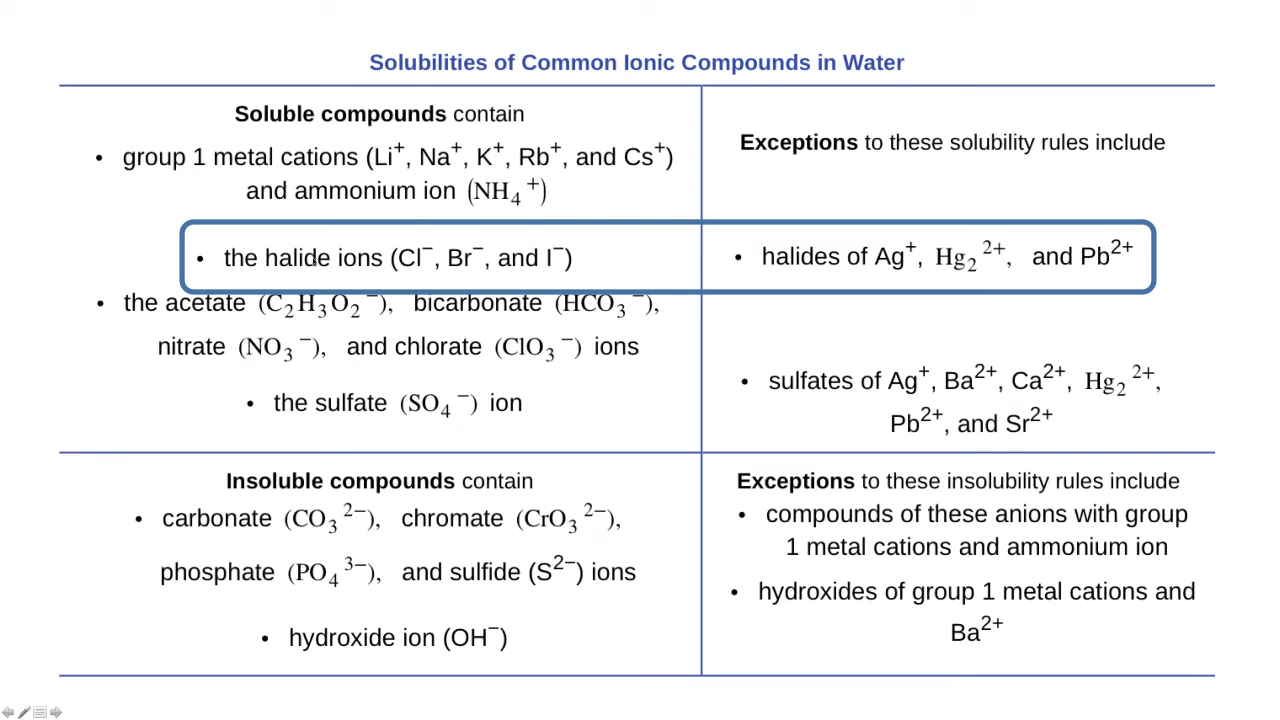 Solubilities of Common Ionic Compounds in Water
Soluble compounds contain
• group 1 metal cations (Li⁺, Na⁺, K⁺, Rb⁺, and Cs⁺)
and ammonium ion (NH₄⁺)
• the halide ions (Cl⁻, Br⁻, and I⁻)
• the acetate (C₂H₃O₂⁻), bicarbonate (HCO₃⁻),
nitrate (NO₃⁻), and chlorate (ClO₃⁻) ions
• the sulfate (SO₄⁻) ion
Exceptions to these solubility rules include
• halides of Ag⁺, Hg₂²⁺, and Pb²⁺
• sulfates of Ag⁺, Ba²⁺, Ca²⁺, Hg₂²⁺,
Pb²⁺, and Sr²⁺
Insoluble compounds contain
• carbonate (CO₃²⁻), chromate (CrO₃²⁻),
phosphate (PO₄³⁻), and sulfide (S²⁻) ions
• hydroxide ion (OH⁻)
Exceptions to these insolubility rules include
• compounds of these anions with group
1 metal cations and ammonium ion
• hydroxides of group 1 metal cations and
Ba²⁺